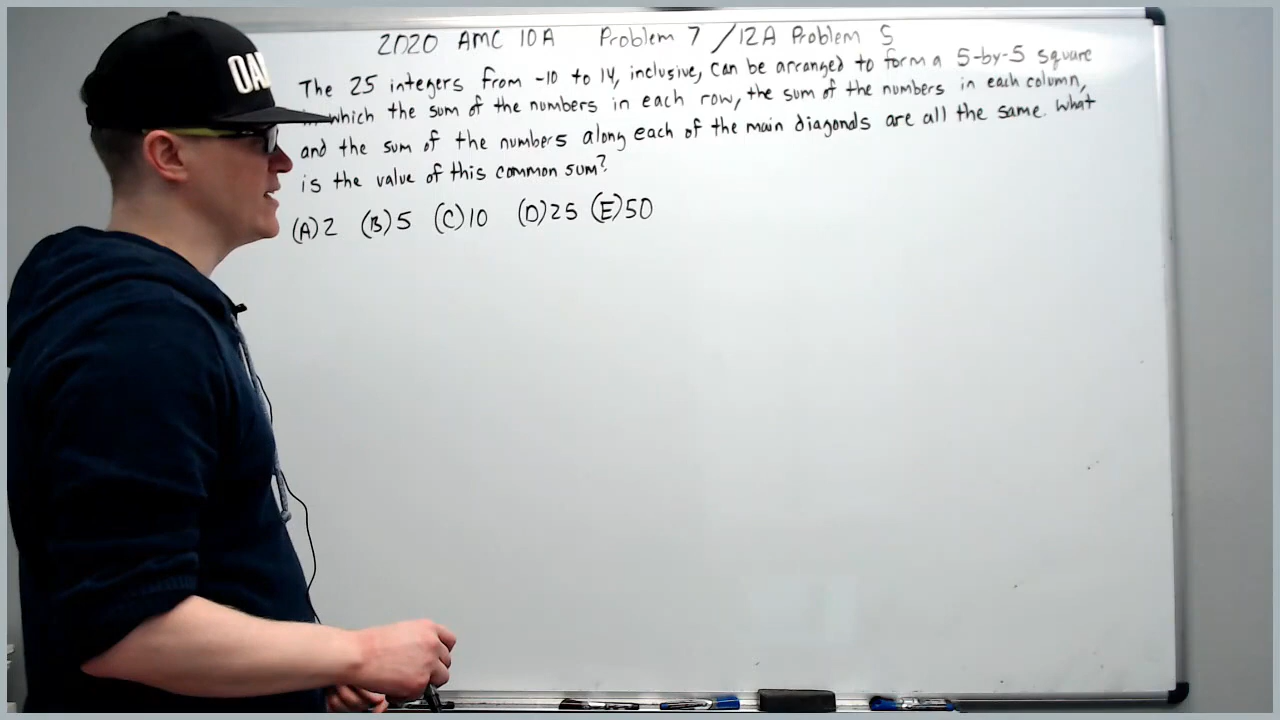 2020 AMC 10A Problem 7 / 12A Problem 5
The 25 integers from -10 to 14, inclusive, can be arranged to form a 5-by-5 square
which the sum of the numbers in each row, the sum of the numbers in each column,
and the sum of the numbers along each of the main diagonals are all the same. What
is the value of this common sum?
(A) 2 (B) 5 (C) 10 (D) 25 (E) 50